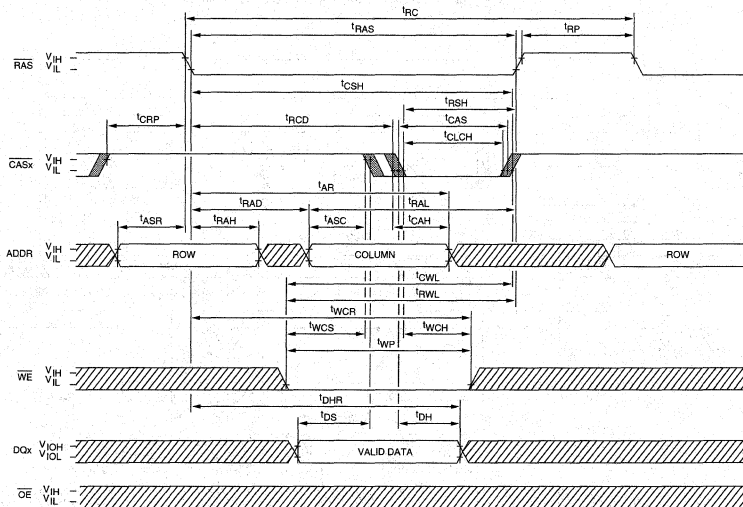 tRC
tRAS
tRP
RAS VIH
VIL
tCSH
tRSH
tCRP
tRCD
tCAS
tCLCH
CASx VIH
VIL
tAR
tRAD
tRAL
tASR
tRAH
tASC
tCAH
ADDR VIH
VIL
ROW
COLUMN
ROW
tCWL
tRWL
tWCR
tWCS
tWCH
tWP
WE VIH
VIL
tDHR
tDS
tDH
DQx VIOH
VIOL
VALID DATA
OE VIH
VIL